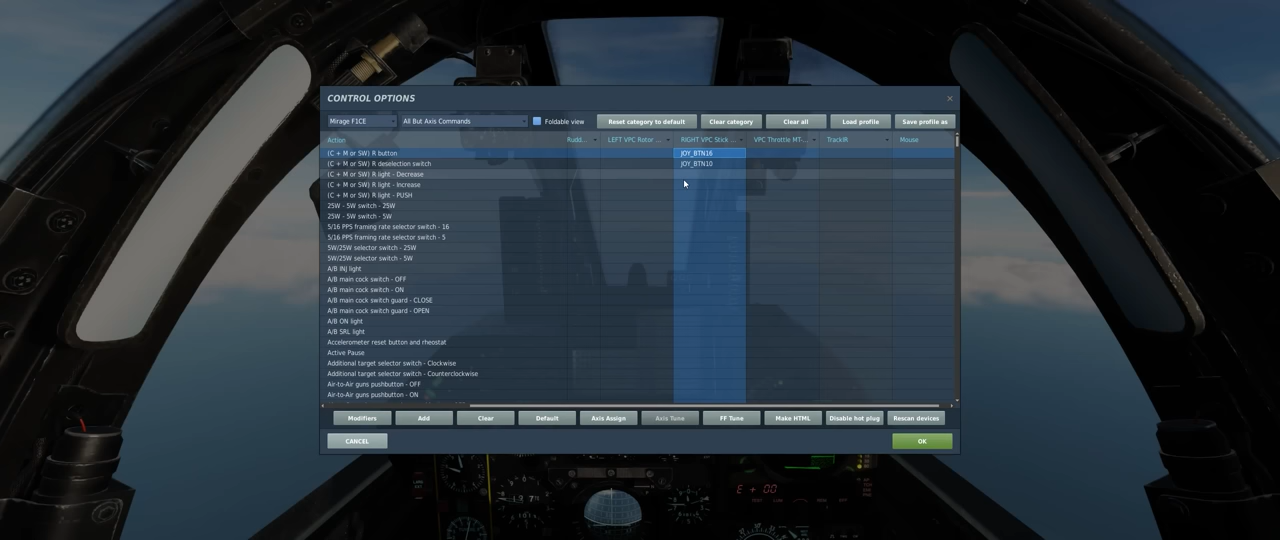 CONTROL OPTIONS
Mirage F1CE All But Axis Commands Foldable view Reset category to default Clear category Clear all Load profile Save profile as
Action Rudd... LEFT VPC Rotor ... RIGHT VPC Stick ... VPC Throttle MT-... TrackIR Mouse
(C + M or SW) R button JOY_BTN16
(C + M or SW) R deselection switch JOY_BTN10
(C + M or SW) R light - Decrease
(C + M or SW) R light - Increase
(C + M or SW) R light - PUSH
25W - 5W switch - 25W
25W - 5W switch - 5W
5/16 PPS framing rate selector switch - 16
5/16 PPS framing rate selector switch - 5
5W/25W selector switch - 25W
5W/25W selector switch - 5W
A/B INJ light
A/B main cock switch - OFF
A/B main cock switch - ON
A/B main cock switch guard - CLOSE
A/B main cock switch guard - OPEN
A/B ON light
A/B SRL light
Accelerometer reset button and rheostat
Active Pause
Additional target selector switch - Clockwise
Additional target selector switch - Counterclockwise
Air-to-Air guns pushbutton - OFF
Air-to-Air guns pushbutton - ON
Modifiers Add Clear Default Axis Assign Axis Tune FF Tune Make HTML Disable hot plug Rescan devices
CANCEL OK
E + 00